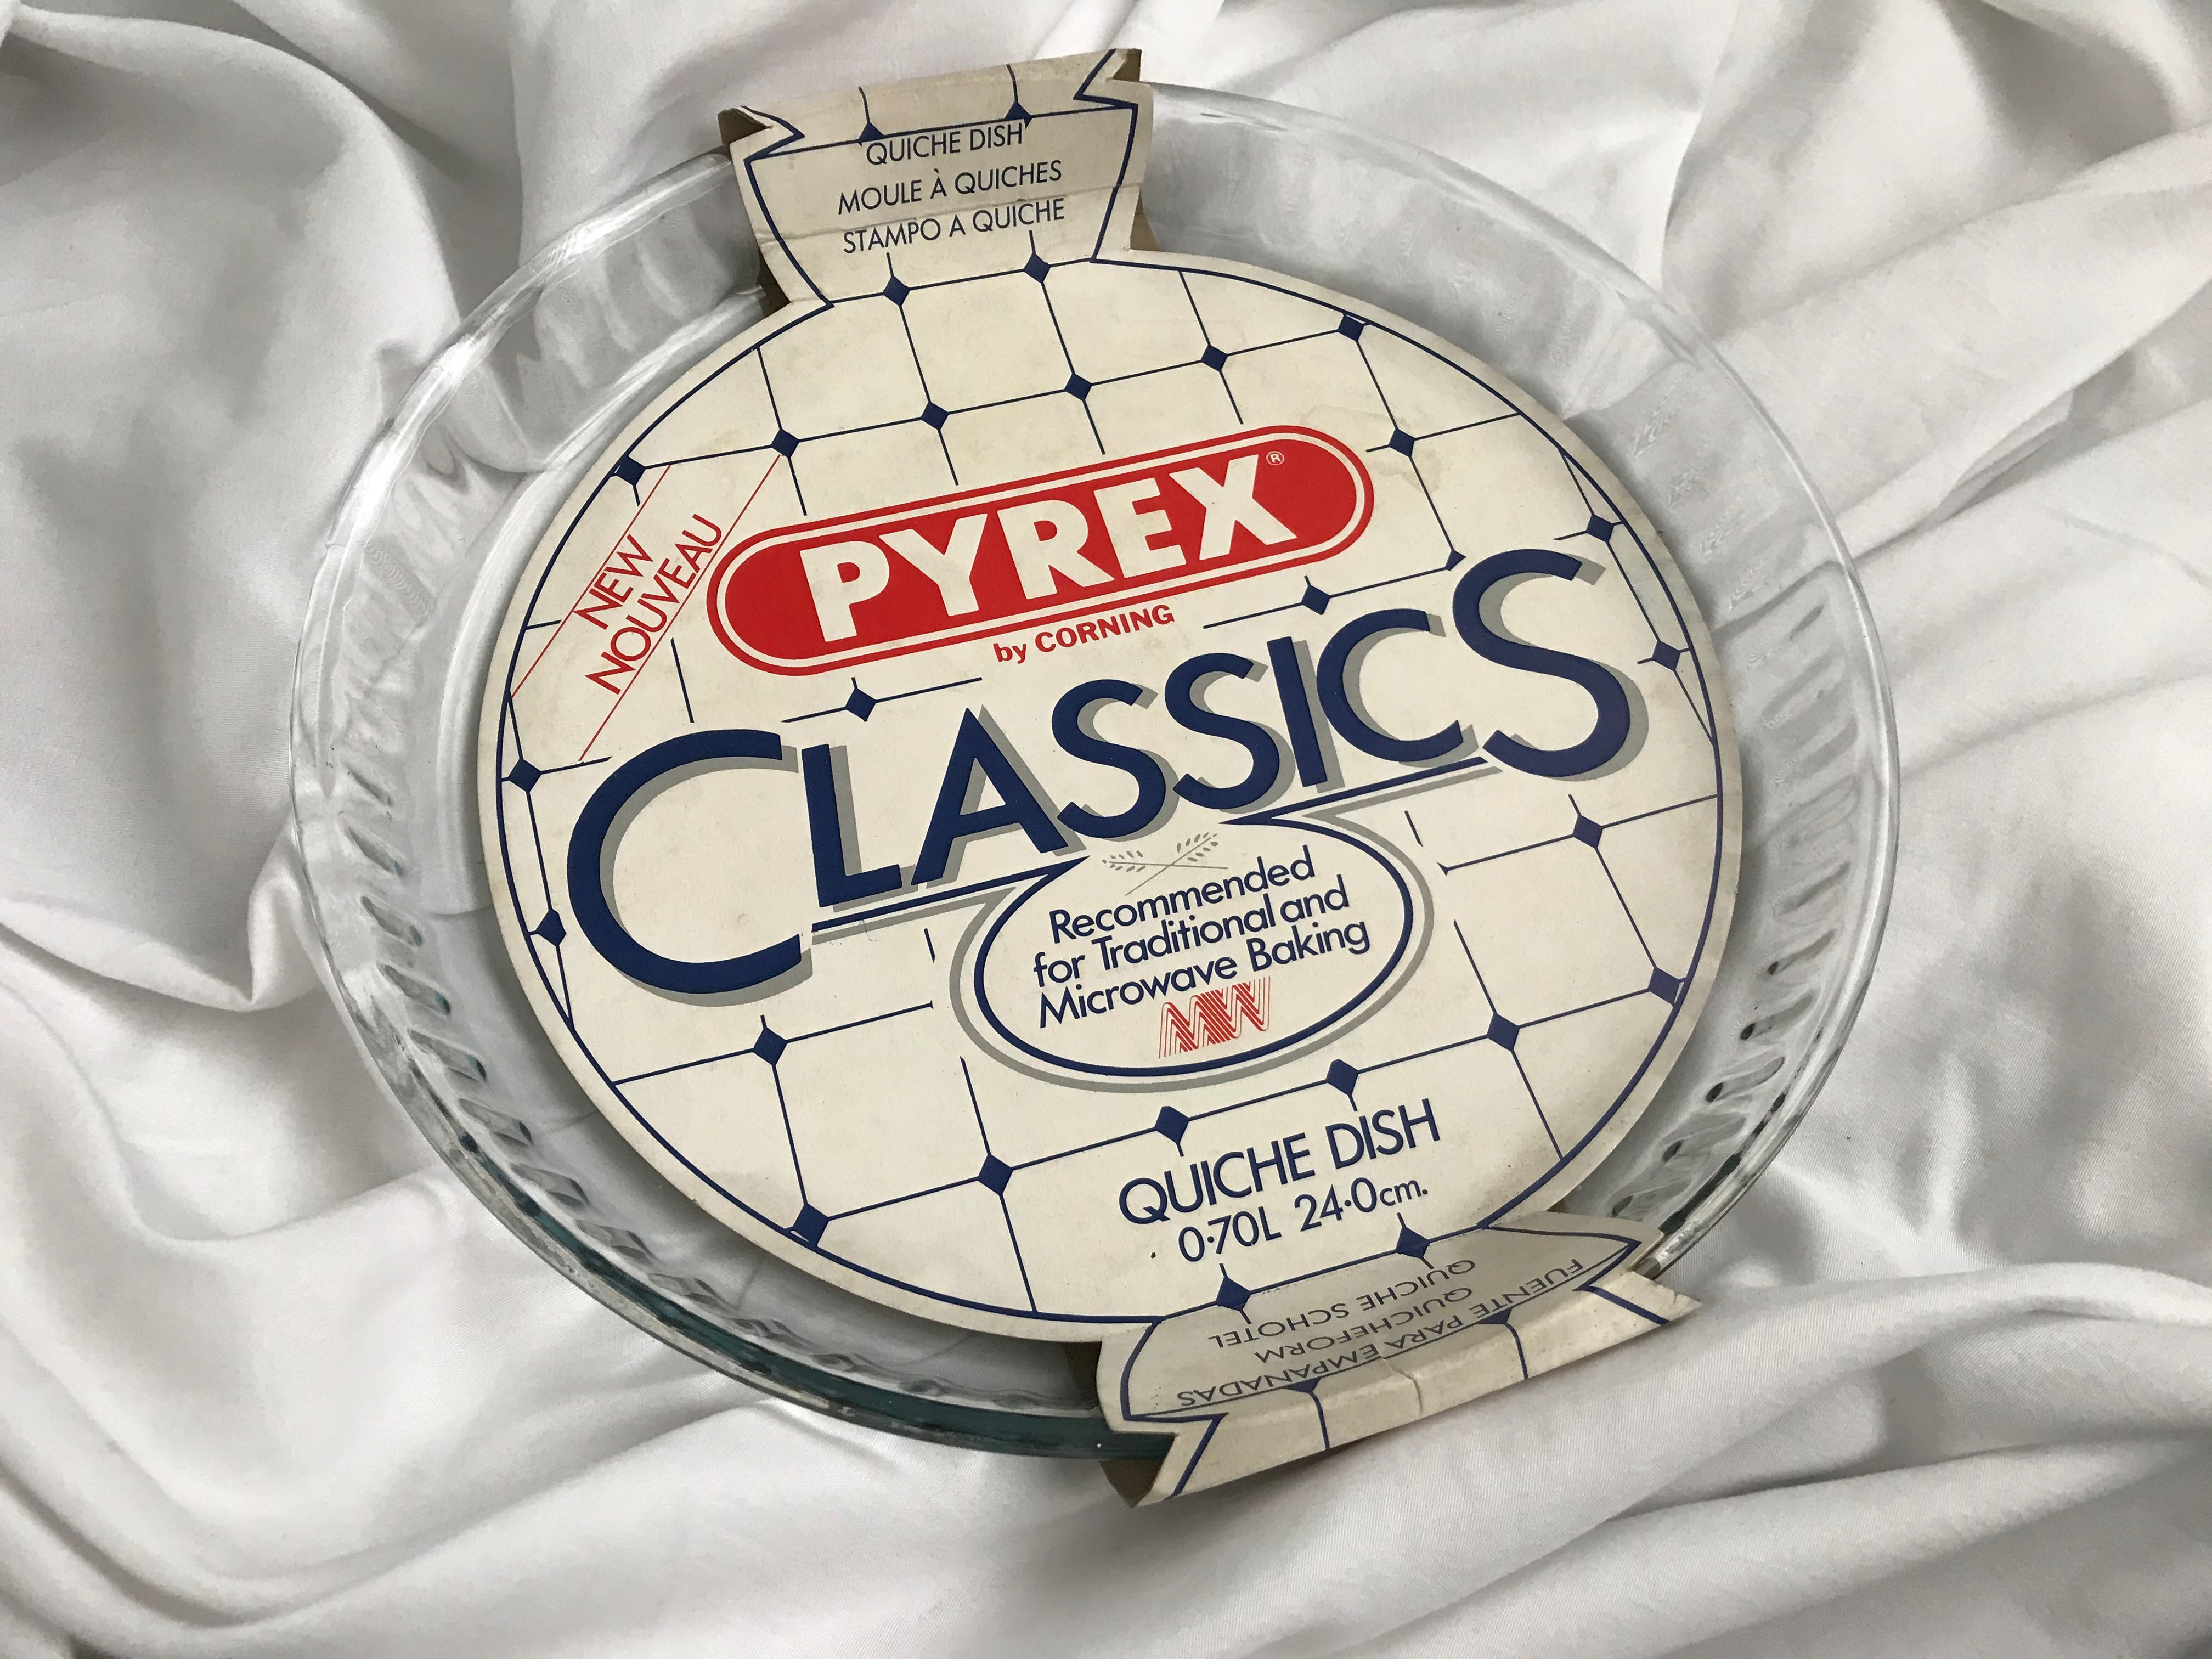 QUICHE DISH
MOULE À QUICHES
STAMPO A QUICHE
NEW
NOUVEAU
PYREX®
by CORNING
CLASSICS
Recommended
for Traditional and
Microwave Baking
MW
QUICHE DISH
0·70L 24·0cm.
FUENTE PARA EMPANADAS
QUICHEFORM
QUICHE SCHOTEL